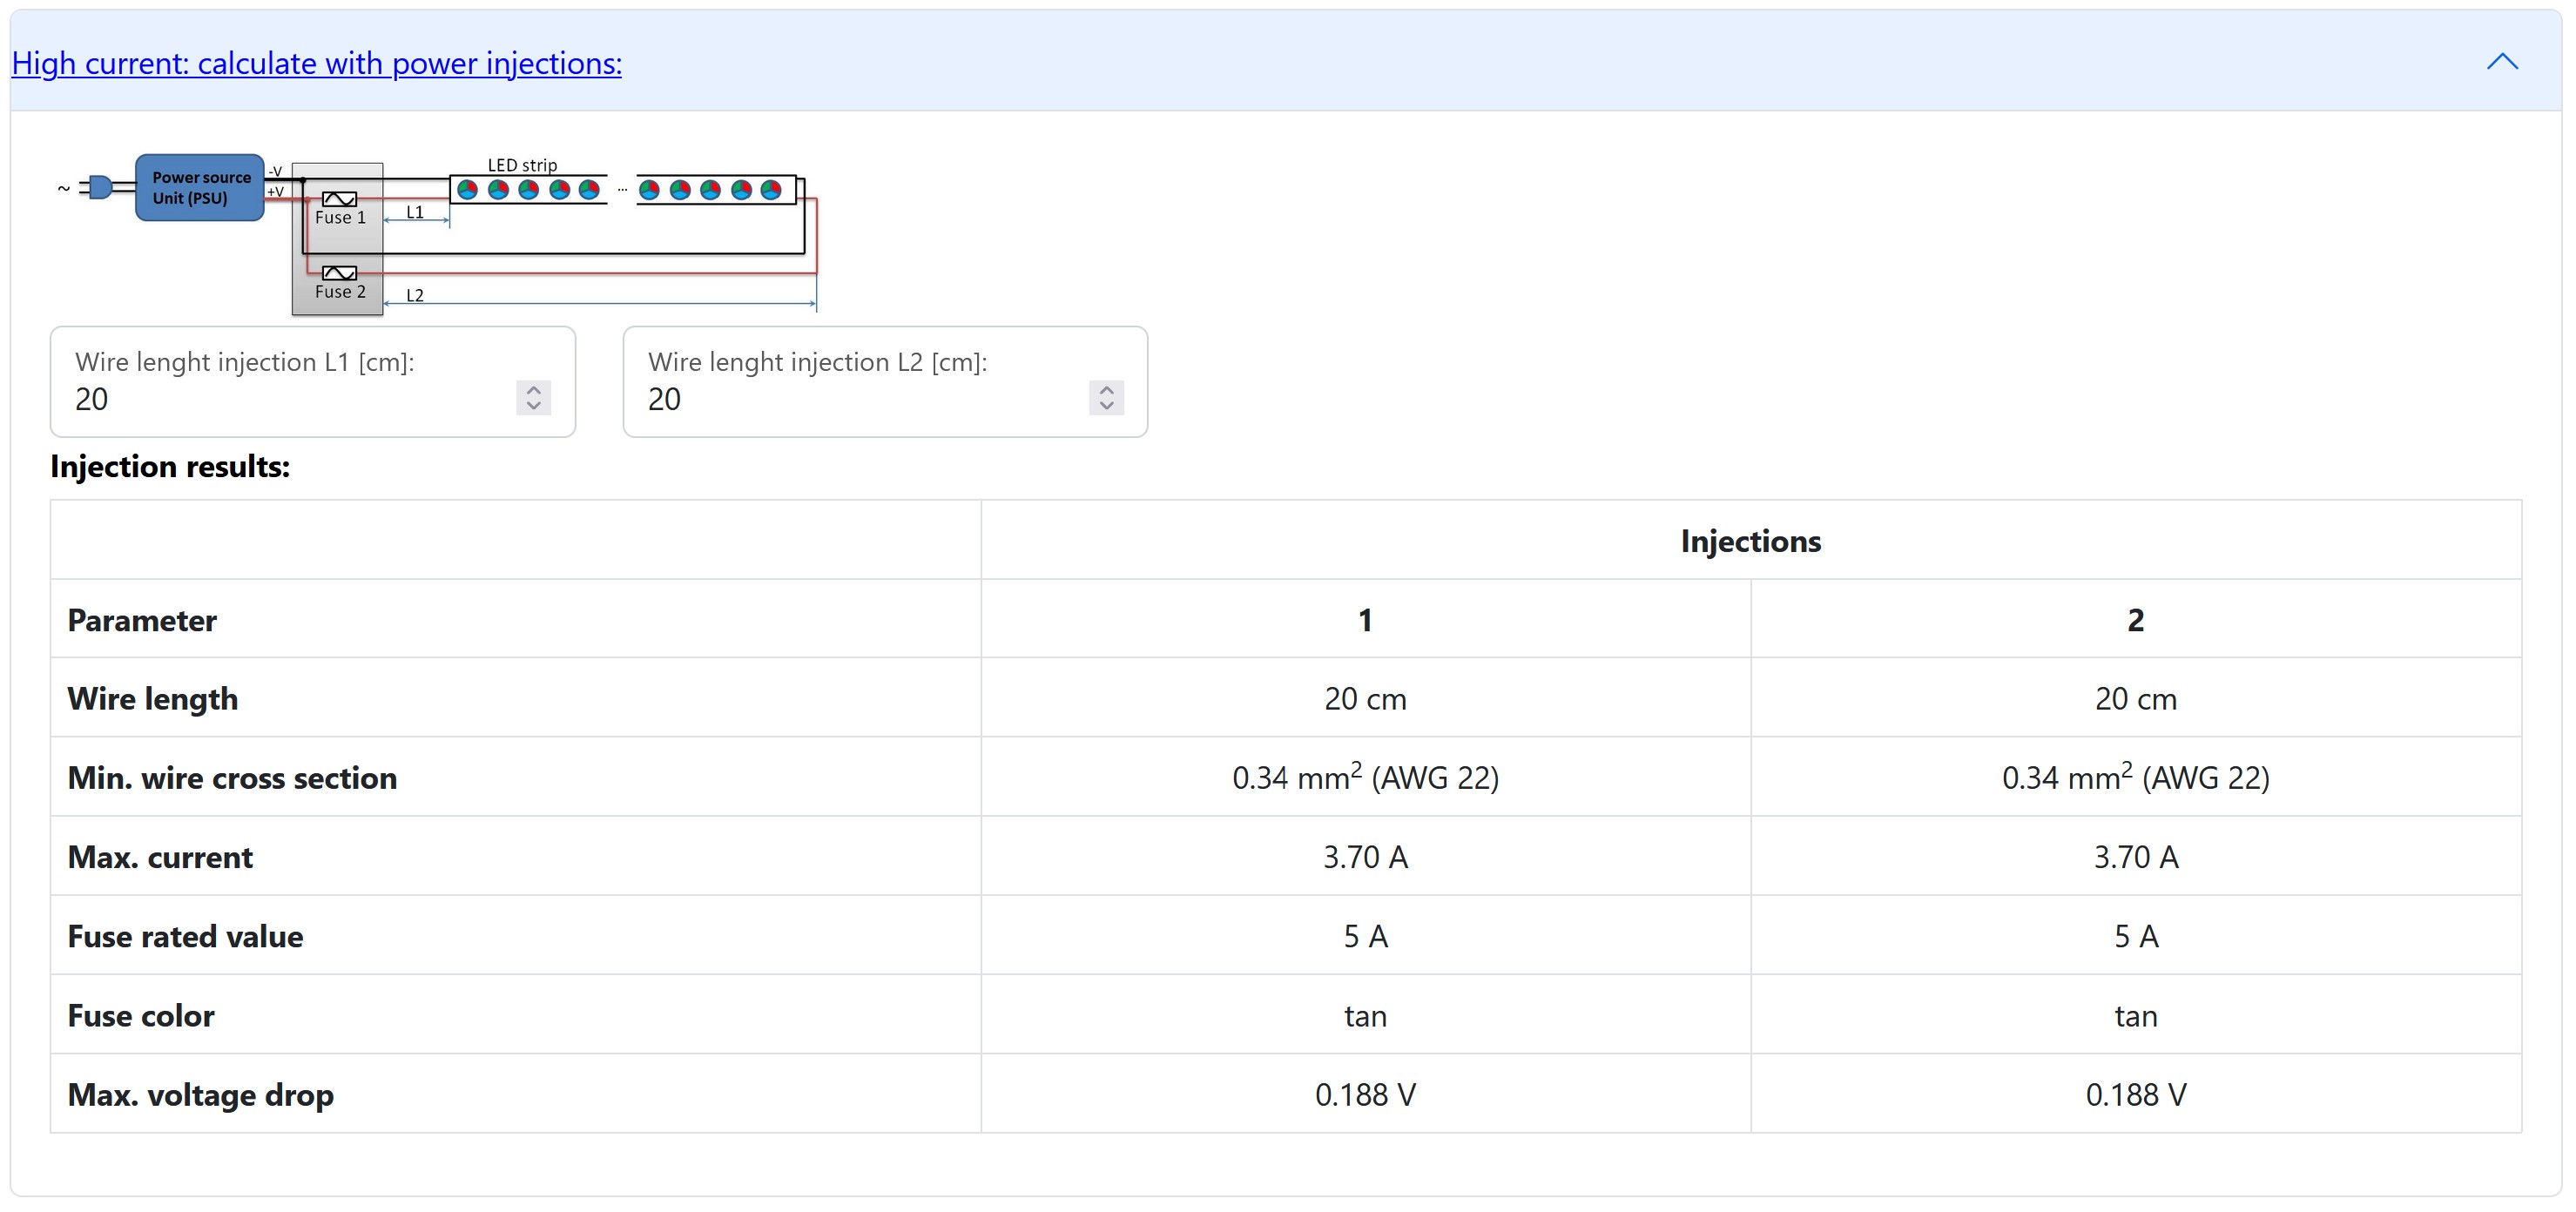 High current: calculate with power injections:
~
Power source
Unit (PSU)
-V
+V
LED strip
...
Fuse 1
L1
Fuse 2
L2
Wire lenght injection L1 [cm]:
20
Wire lenght injection L2 [cm]:
20
Injection results:
Injections
Parameter 1 2
Wire length 20 cm 20 cm
Min. wire cross section 0.34 mm² (AWG 22) 0.34 mm² (AWG 22)
Max. current 3.70 A 3.70 A
Fuse rated value 5 A 5 A
Fuse color tan tan
Max. voltage drop 0.188 V 0.188 V